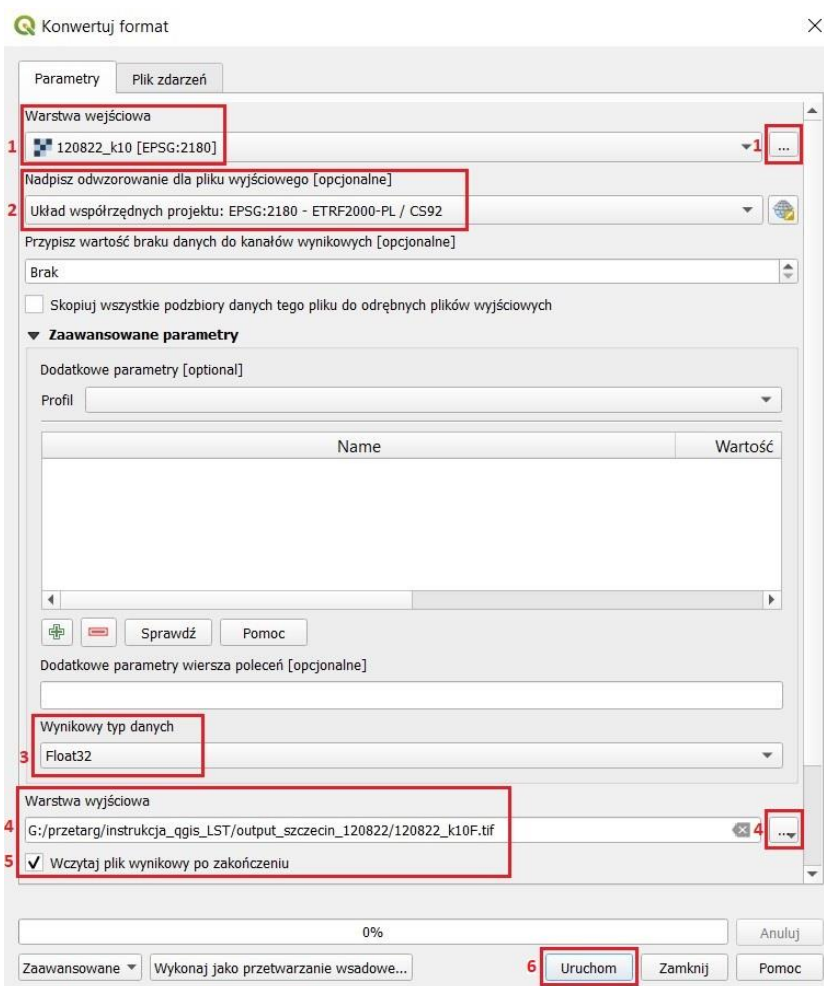 Konwertuj format
Parametry
Plik zdarzeń
Warstwa wejściowa
1 120822_k10 [EPSG:2180] 1 ...
Nadpisz odwzorowanie dla pliku wyjściowego [opcjonalne]
2 Układ współrzędnych projektu: EPSG:2180 - ETRF2000-PL / CS92
Przypisz wartość braku danych do kanałów wynikowych [opcjonalne]
Brak
Skopiuj wszystkie podzbiory danych tego pliku do odrębnych plików wyjściowych
Zaawansowane parametry
Dodatkowe parametry [optional]
Profil
Name Wartość
Sprawdź Pomoc
Dodatkowe parametry wiersza poleceń [opcjonalne]
Wynikowy typ danych
3 Float32
Warstwa wyjściowa
4 G:/przetarg/instrukcja_qgis_LST/output_szczecin_120822/120822_k10F.tif 4 ...
5 Wczytaj plik wynikowy po zakończeniu
0% Anuluj
Zaawansowane Wykonaj jako przetwarzanie wsadowe... 6 Uruchom Zamknij Pomoc